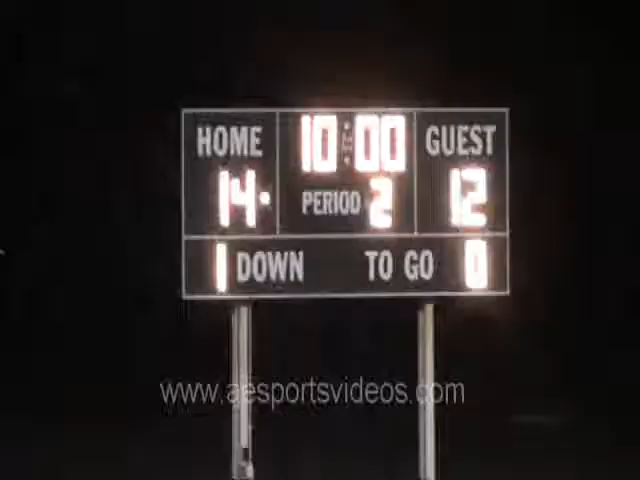 HOME 10:00 GUEST
14 PERIOD 2 12
1 DOWN TO GO 0
www.aesportsvideos.com